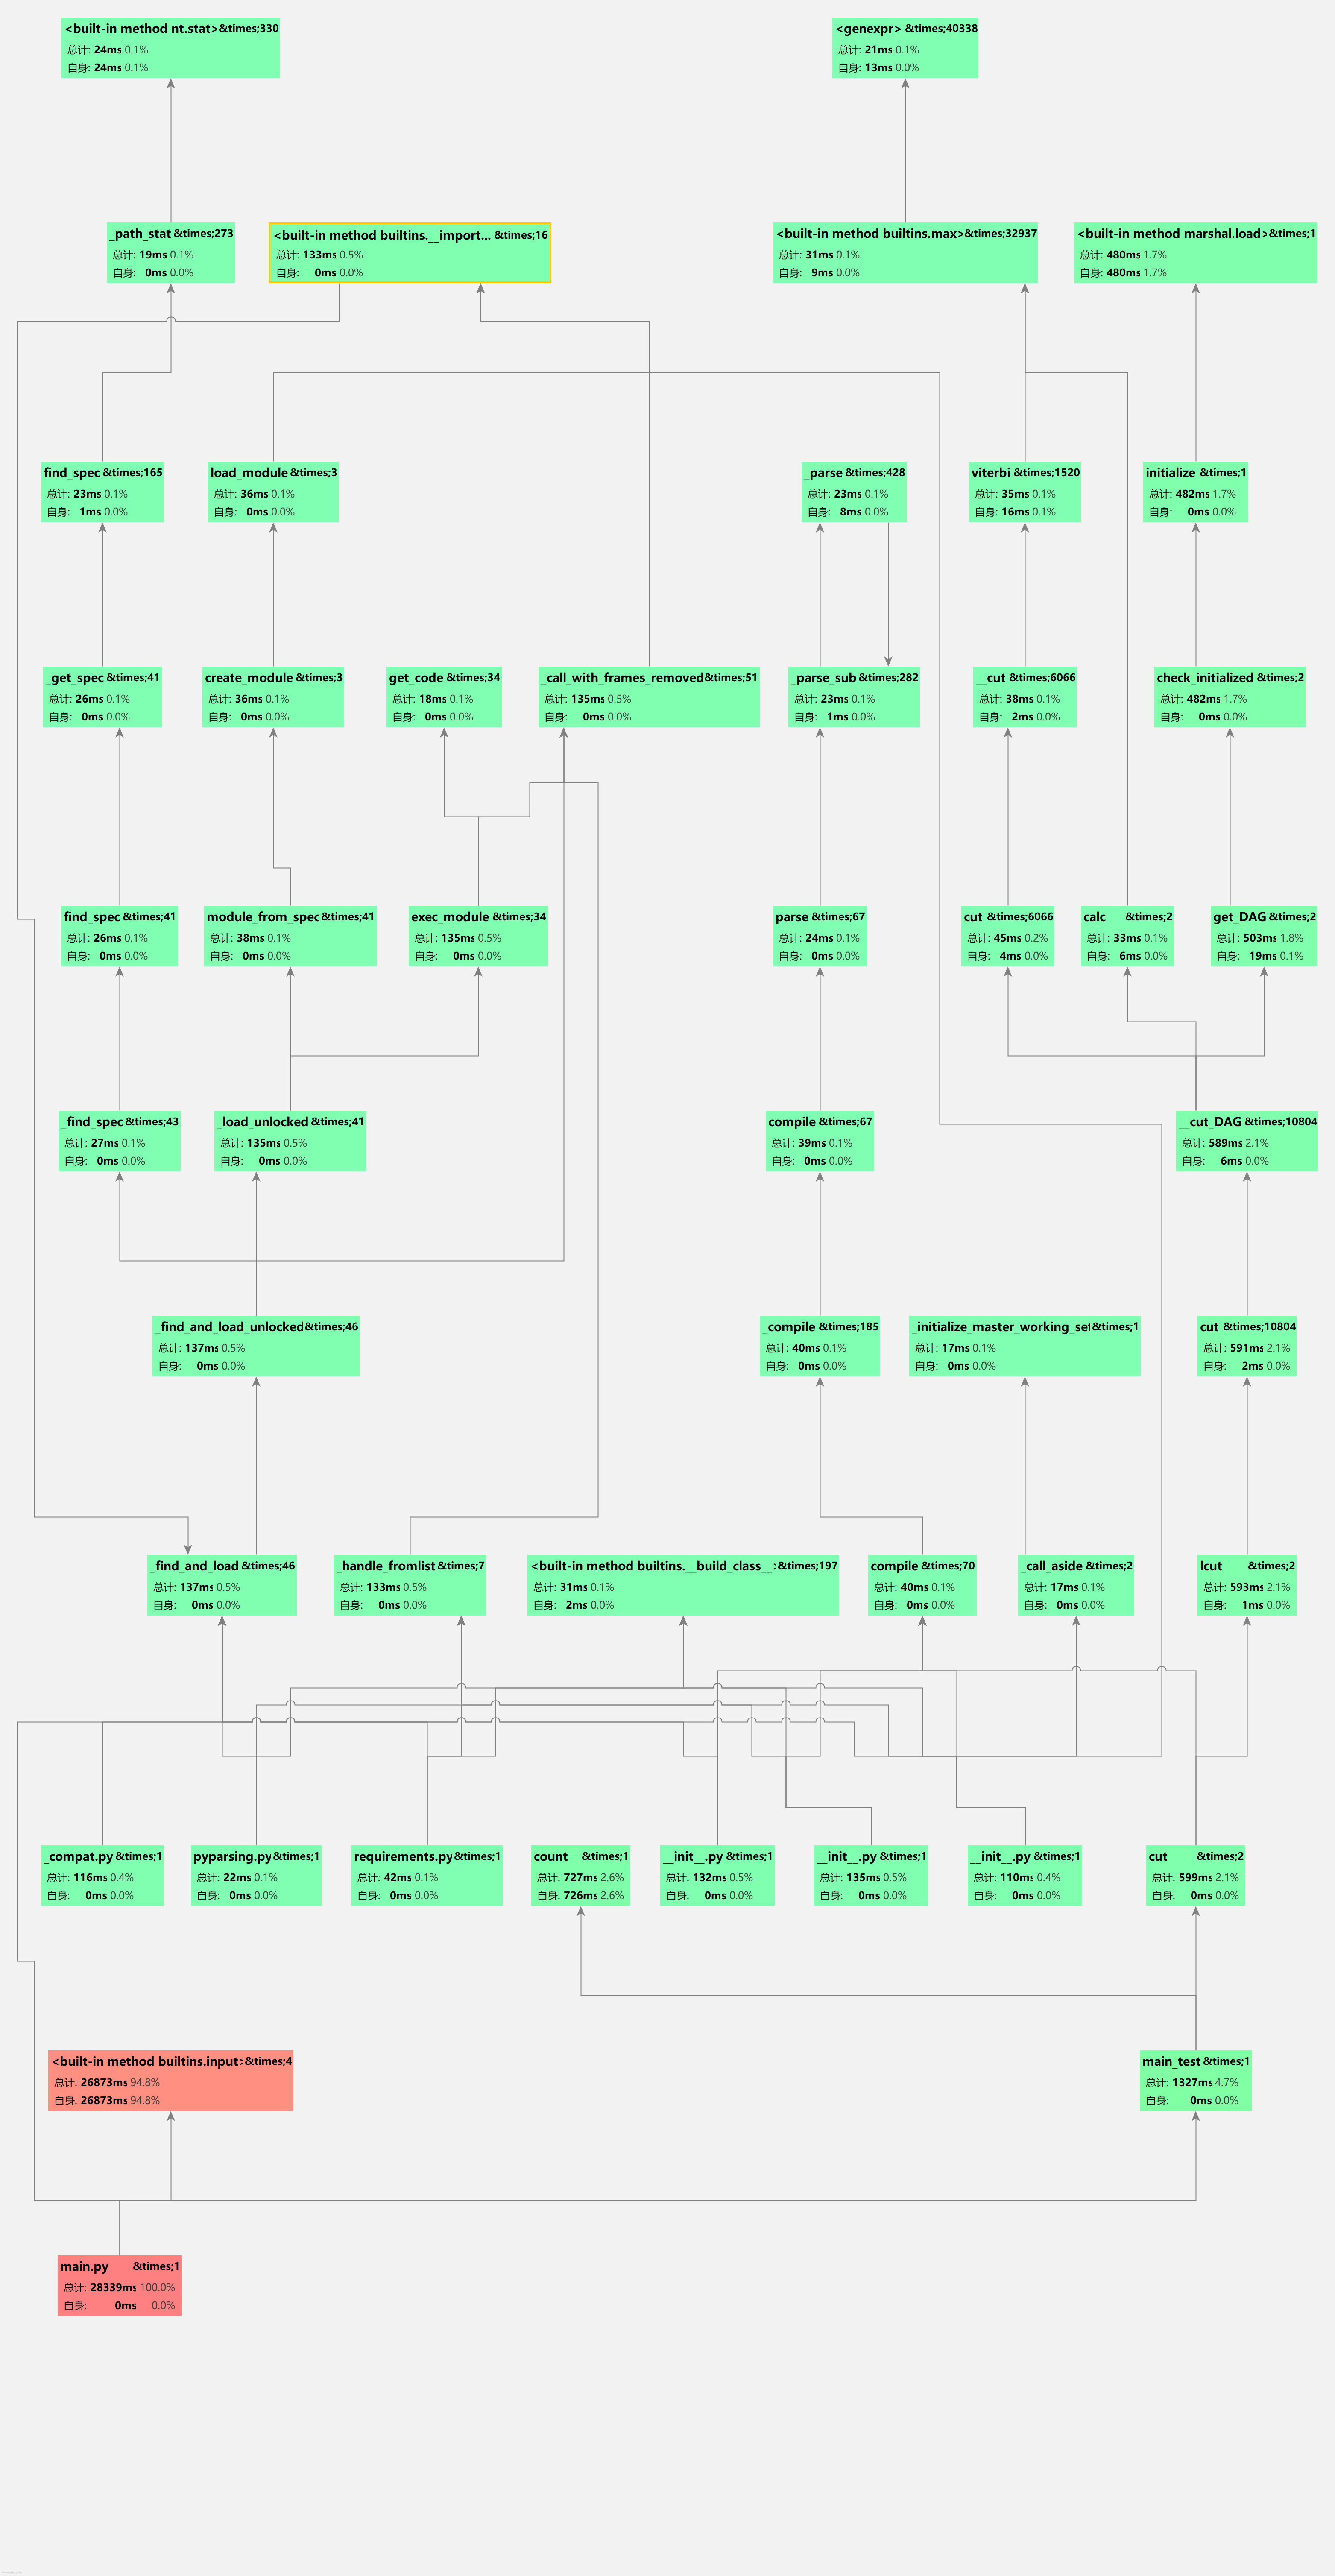 <built-in method nt.stat>&times;330
总计: 24ms 0.1%
自身: 24ms 0.1%
<genexpr> &times;40338
总计: 21ms 0.1%
自身: 13ms 0.0%
_path_stat &times;273
总计: 19ms 0.1%
自身: 0ms 0.0%
<built-in method builtins.__import... &times;16
总计: 133ms 0.5%
自身: 0ms 0.0%
<built-in method builtins.max>&times;32937
总计: 31ms 0.1%
自身: 9ms 0.0%
<built-in method marshal.load>&times;1
总计: 480ms 1.7%
自身: 480ms 1.7%
find_spec &times;165
总计: 23ms 0.1%
自身: 1ms 0.0%
load_module &times;3
总计: 36ms 0.1%
自身: 0ms 0.0%
_parse &times;428
总计: 23ms 0.1%
自身: 8ms 0.0%
viterbi &times;1520
总计: 35ms 0.1%
自身: 16ms 0.1%
initialize &times;1
总计: 482ms 1.7%
自身: 0ms 0.0%
_get_spec &times;41
总计: 26ms 0.1%
自身: 0ms 0.0%
create_module &times;3
总计: 36ms 0.1%
自身: 0ms 0.0%
get_code &times;34
总计: 18ms 0.1%
自身: 0ms 0.0%
_call_with_frames_removed &times;51
总计: 135ms 0.5%
自身: 0ms 0.0%
_parse_sub &times;282
总计: 23ms 0.1%
自身: 1ms 0.0%
__cut &times;6066
总计: 38ms 0.1%
自身: 2ms 0.0%
check_initialized &times;2
总计: 482ms 1.7%
自身: 0ms 0.0%
find_spec &times;41
总计: 26ms 0.1%
自身: 0ms 0.0%
module_from_spec &times;41
总计: 38ms 0.1%
自身: 0ms 0.0%
exec_module &times;34
总计: 135ms 0.5%
自身: 0ms 0.0%
parse &times;67
总计: 24ms 0.1%
自身: 0ms 0.0%
cut &times;6066
总计: 45ms 0.2%
自身: 4ms 0.0%
calc &times;2
总计: 33ms 0.1%
自身: 6ms 0.0%
get_DAG &times;2
总计: 503ms 1.8%
自身: 19ms 0.1%
_find_spec &times;43
总计: 27ms 0.1%
自身: 0ms 0.0%
_load_unlocked &times;41
总计: 135ms 0.5%
自身: 0ms 0.0%
compile &times;67
总计: 39ms 0.1%
自身: 0ms 0.0%
__cut_DAG &times;10804
总计: 589ms 2.1%
自身: 6ms 0.0%
_find_and_load_unlocked &times;46
总计: 137ms 0.5%
自身: 0ms 0.0%
_compile &times;185
总计: 40ms 0.1%
自身: 0ms 0.0%
_initialize_master_working_set &times;1
总计: 17ms 0.1%
自身: 0ms 0.0%
cut &times;10804
总计: 591ms 2.1%
自身: 2ms 0.0%
_find_and_load &times;46
总计: 137ms 0.5%
自身: 0ms 0.0%
_handle_fromlist &times;7
总计: 133ms 0.5%
自身: 0ms 0.0%
<built-in method builtins.__build_class__> &times;197
总计: 31ms 0.1%
自身: 2ms 0.0%
compile &times;70
总计: 40ms 0.1%
自身: 0ms 0.0%
_call_aside &times;2
总计: 17ms 0.1%
自身: 0ms 0.0%
lcut &times;2
总计: 593ms 2.1%
自身: 1ms 0.0%
_compat.py &times;1
总计: 116ms 0.4%
自身: 0ms 0.0%
pyparsing.py &times;1
总计: 22ms 0.1%
自身: 0ms 0.0%
requirements.py &times;1
总计: 42ms 0.1%
自身: 0ms 0.0%
count &times;1
总计: 727ms 2.6%
自身: 726ms 2.6%
__init__.py &times;1
总计: 132ms 0.5%
自身: 0ms 0.0%
__init__.py &times;1
总计: 135ms 0.5%
自身: 0ms 0.0%
__init__.py &times;1
总计: 110ms 0.4%
自身: 0ms 0.0%
cut &times;2
总计: 599ms 2.1%
自身: 0ms 0.0%
<built-in method builtins.input> &times;4
总计: 26873ms 94.8%
自身: 26873ms 94.8%
main_test &times;1
总计: 1327ms 4.7%
自身: 0ms 0.0%
main.py &times;1
总计: 28339ms 100.0%
自身: 0ms 0.0%